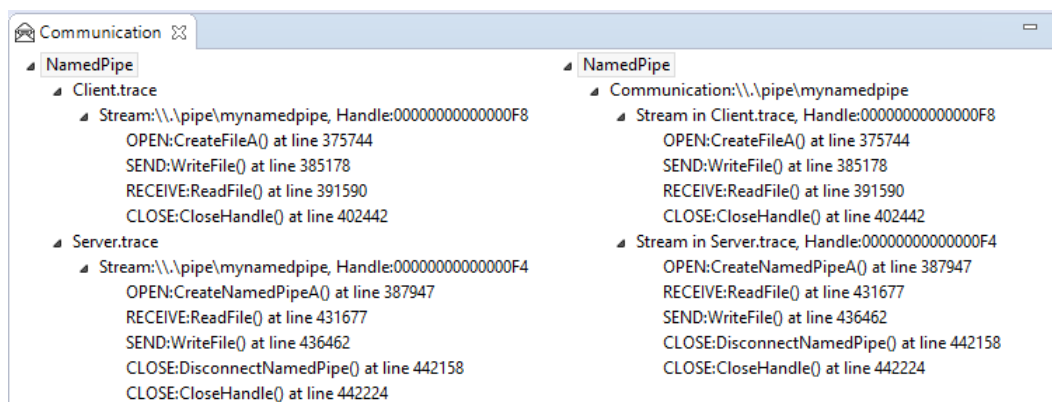 Communication
NamedPipe
Client.trace
Stream:\\.\pipe\mynamedpipe, Handle:00000000000000F8
OPEN:CreateFileA() at line 375744
SEND:WriteFile() at line 385178
RECEIVE:ReadFile() at line 391590
CLOSE:CloseHandle() at line 402442
Server.trace
Stream:\\.\pipe\mynamedpipe, Handle:00000000000000F4
OPEN:CreateNamedPipeA() at line 387947
RECEIVE:ReadFile() at line 431677
SEND:WriteFile() at line 436462
CLOSE:DisconnectNamedPipe() at line 442158
CLOSE:CloseHandle() at line 442224
NamedPipe
Communication:\\.\pipe\mynamedpipe
Stream in Client.trace, Handle:00000000000000F8
OPEN:CreateFileA() at line 375744
SEND:WriteFile() at line 385178
RECEIVE:ReadFile() at line 391590
CLOSE:CloseHandle() at line 402442
Stream in Server.trace, Handle:00000000000000F4
OPEN:CreateNamedPipeA() at line 387947
RECEIVE:ReadFile() at line 431677
SEND:WriteFile() at line 436462
CLOSE:DisconnectNamedPipe() at line 442158
CLOSE:CloseHandle() at line 442224